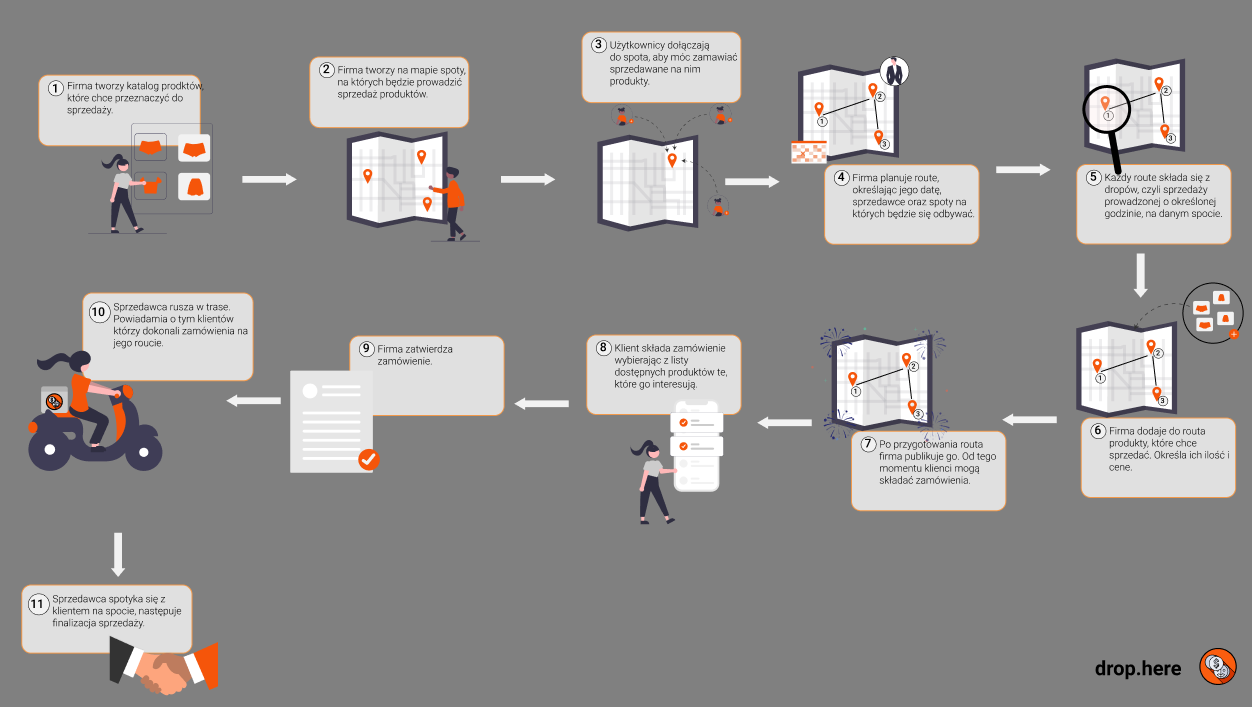 1 Firma tworzy katalog prodktów,
które chce przeznaczyć do
sprzedaży.
2 Firma tworzy na mapie spoty,
na których będzie prowadzić
sprzedaż produktów.
3 Użytkownicy dołączają
do spota, aby móc zamawiać
sprzedawane na nim
produkty.
1
2
3
4 Firma planuje route,
określając jego datę,
sprzedawce oraz spoty na
których będzie się odbywać.
1
2
3
5 Każdy route składa się z
dropów, czyli sprzedaży
prowadzonej o określonej
godzinie, na danym spocie.
1
2
3
6 Firma dodaje do routa
produkty, które chce
sprzedać. Określa ich ilość i
cene.
1
2
3
7 Po przygotowania routa
firma publikuje go. Od tego
momentu klienci mogą
składać zamówienia.
8 Klient składa zamówienie
wybierając z listy
dostępnych produktów te,
które go interesują.
9 Firma zatwierdza
zamówienie.
10 Sprzedawca rusza w trase.
Powiadamia o tym klientów
którzy dokonali zamówienia na
jego roucie.
11 Sprzedawca spotyka się z
klientem na spocie, następuje
finalizacja sprzedaży.
drop.here